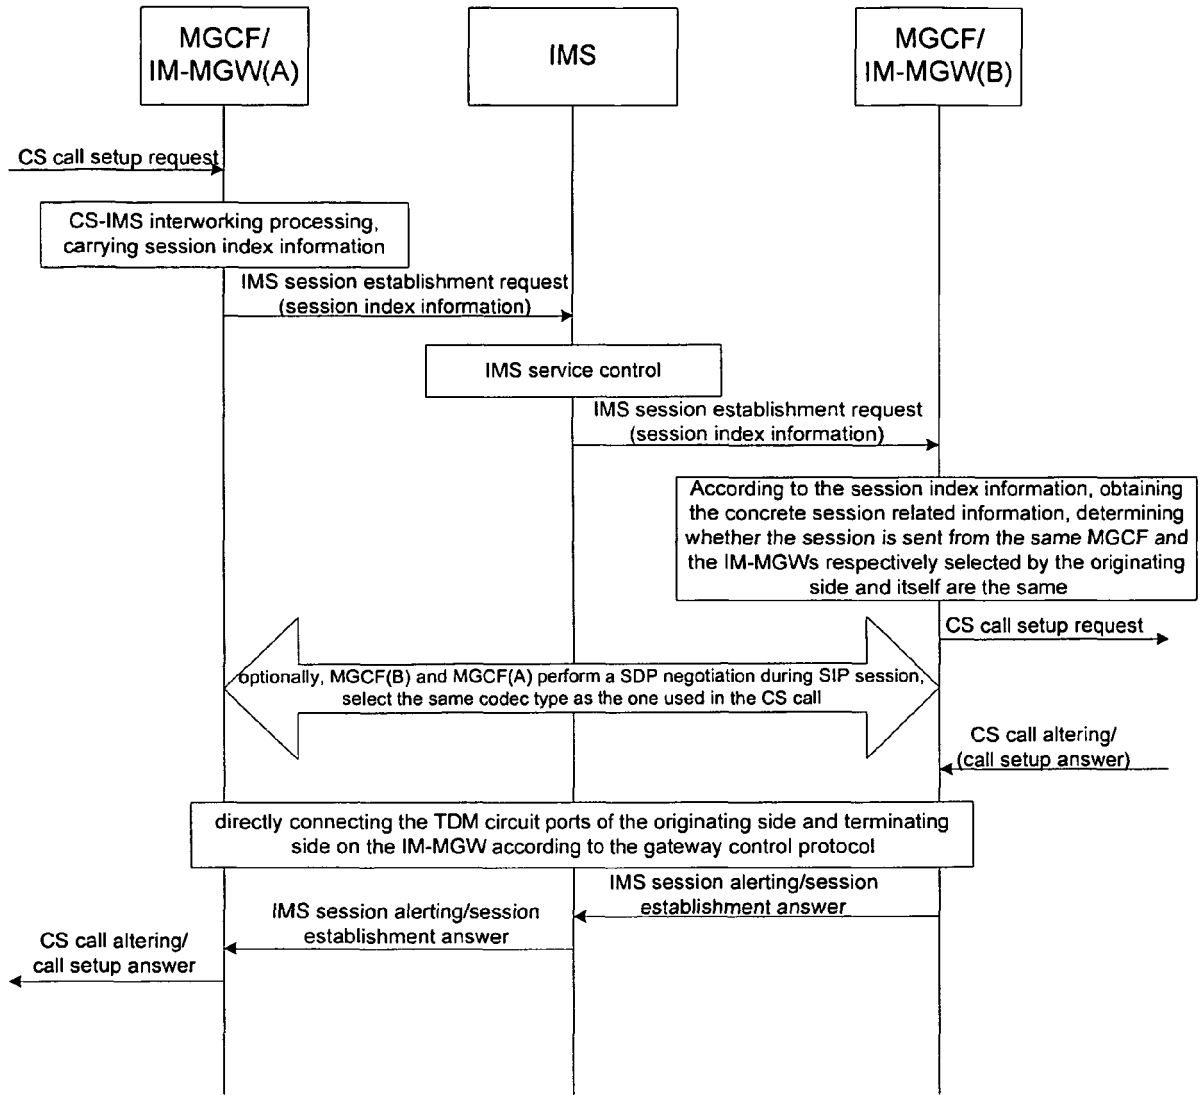 MGCF/
IM-MGW(A)
IMS
MGCF/
IM-MGW(B)
CS call setup request
CS-IMS interworking processing,
carrying session index information
IMS session establishment request
(session index information)
IMS service control
IMS session establishment request
(session index information)
According to the session index information, obtaining
the concrete session related information, determining
whether the session is sent from the same MGCF and
the IM-MGWs respectively selected by the originating
side and itself are the same
CS call setup request
optionally, MGCF(B) and MGCF(A) perform a SDP negotiation during SIP session,
select the same codec type as the one used in the CS call
CS call altering/
(call setup answer)
directly connecting the TDM circuit ports of the originating side and terminating
side on the IM-MGW according to the gateway control protocol
IMS session alerting/session
establishment answer
IMS session alerting/session
establishment answer
CS call altering/
call setup answer